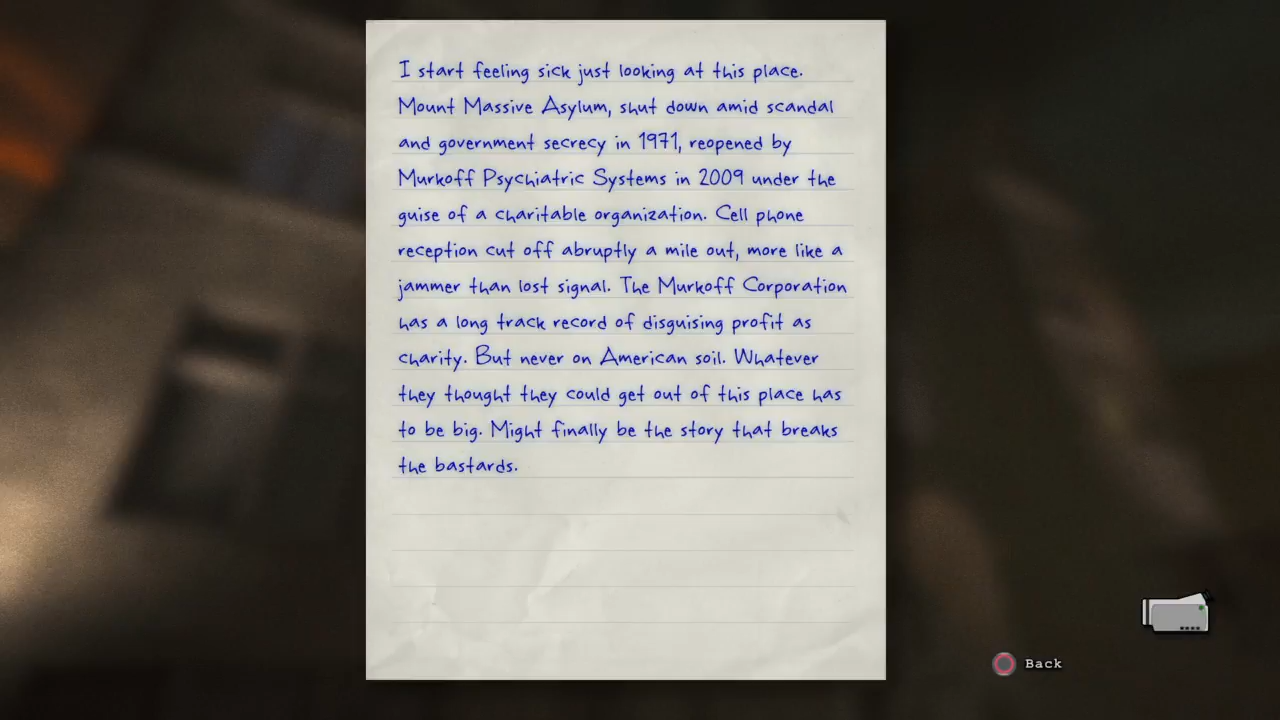 I start feeling sick just looking at this place.
Mount Massive Asylum, shut down amid scandal
and government secrecy in 1971, reopened by
Murkoff Psychiatric Systems in 2009 under the
guise of a charitable organization. Cell phone
reception cut off abruptly a mile out, more like a
jammer than lost signal. The Murkoff Corporation
has a long track record of disguising profit as
charity. But never on American soil. Whatever
they thought they could get out of this place has
to be big. Might finally be the story that breaks
the bastards.
Back